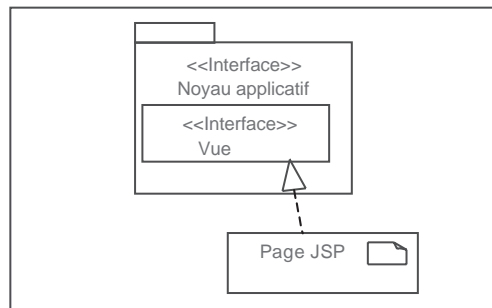 <<Interface>>
Noyau applicatif
<<Interface>>
Vue
Page JSP